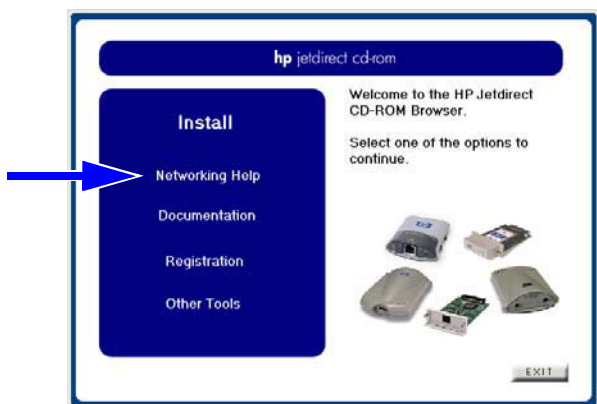 hp jetdirect cd-rom
Install
Networking Help
Documentation
Registration
Other Tools
Welcome to the HP Jetdirect
CD-ROM Browser.
Select one of the options to
continue.
EXIT